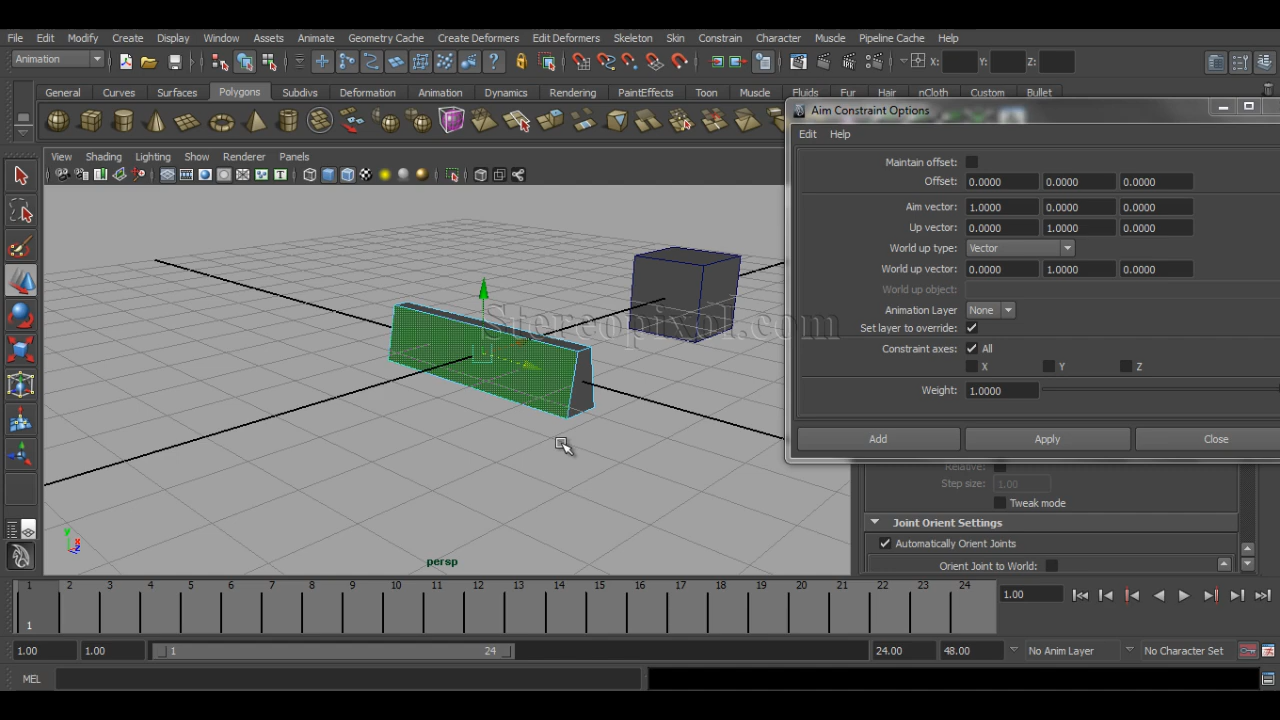 File Edit Modify Create Display Window Assets Animate Geometry Cache Create Deformers Edit Deformers Skeleton Skin Constrain Character Muscle Pipeline Cache Help
Animation X: Y: Z:
General Curves Surfaces Polygons Subdivs Deformation Animation Dynamics Rendering PaintEffects Toon Muscle Fluids Fur Hair nCloth Custom Bullet
Aim Constraint Options
Edit Help
View Shading Lighting Show Renderer Panels
Maintain offset:
Offset: 0.0000 0.0000 0.0000
Aim vector: 1.0000 0.0000 0.0000
Up vector: 0.0000 1.0000 0.0000
World up type: Vector
World up vector: 0.0000 1.0000 0.0000
World up object:
Animation Layer None
Set layer to override:
Constraint axes: All
X Y Z
Weight: 1.0000
Add Apply Close
Stereopixol.com
Relative:
Step size: 1.00
Tweak mode
Joint Orient Settings
Automatically Orient Joints
Orient Joint to World:
y x z
persp
1 2 3 4 5 6 7 8 9 10 11 12 13 14 15 16 17 18 19 20 21 22 23 24 1.00
1
1.00 1.00 1 24 24.00 48.00 No Anim Layer No Character Set
MEL